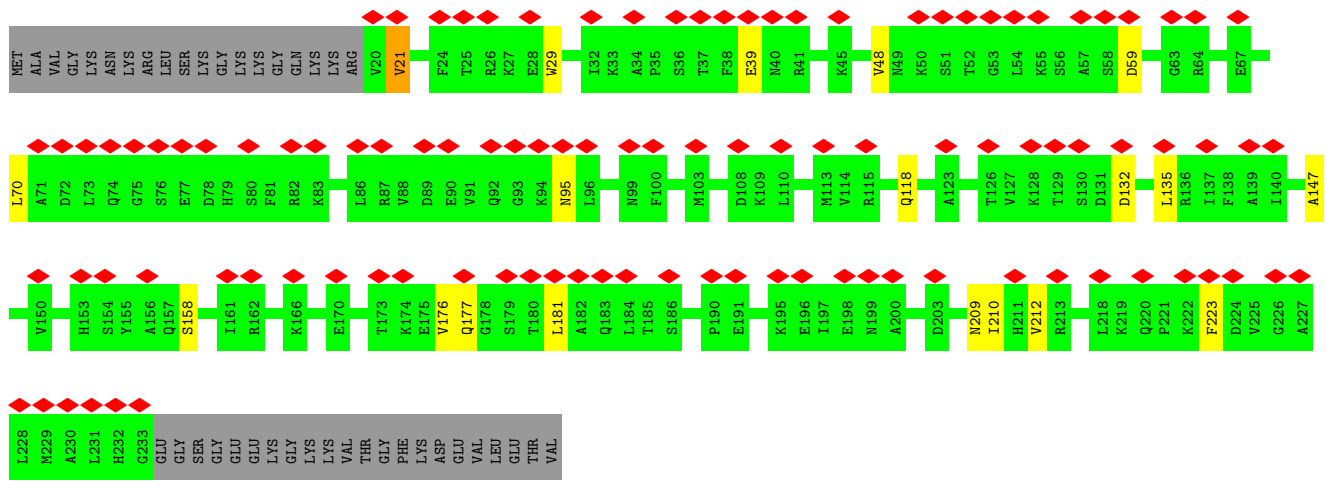 MET ALA VAL GLY LYS ASN LYS ARG LEU SER LYS GLY LYS LYS GLY GLN LYS LYS ARG V20 V21 F24 T25 R26 K27 E28 W29 I32 K33 A34 P35 S36 T37 F38 E39 N40 R41 K45 V48 N49 K50 S51 T52 G53 L54 K55 S56 A57 S58 D59 G63 R64 E67
L70 A71 D72 L73 Q74 G75 S76 E77 D78 H79 S80 F81 R82 K83 L86 R87 V88 D89 E90 V91 Q92 G93 K94 N95 L96 N99 F100 M103 D108 K109 L110 M113 V114 R115 Q118 A123 T126 V127 K128 T129 S130 D131 D132 L135 R136 I137 F138 A139 I140 A147
V150 H153 S154 Y155 A156 Q157 S158 I161 R162 K166 E170 T173 K174 E175 V176 Q177 G178 S179 T180 L181 A182 Q183 L184 T185 S186 P190 E191 K195 E196 I197 E198 N199 A200 D203 N209 I210 H211 V212 R213 L218 K219 Q220 P221 K222 F223 D224 V225 G226 A227
L228 M229 A230 L231 H232 G233 GLU GLY SER GLY GLU GLU LYS GLY LYS LYS VAL THR GLY PHE LYS ASP GLU VAL LEU GLU THR VAL